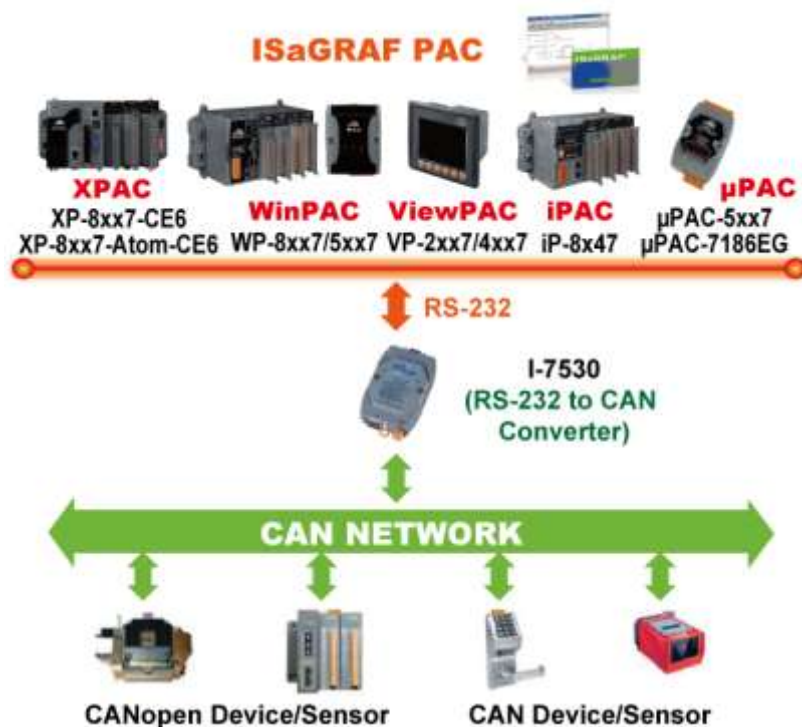 ISaGRAF PAC
ISaGRAF
XPAC
XP-8xx7-CE6
XP-8xx7-Atom-CE6
WinPAC
WP-8xx7/5xx7
ViewPAC
VP-2xx7/4xx7
iPAC
iP-8x47
µPAC
µPAC-5xx7
µPAC-7186EG
RS-232
I-7530
(RS-232 to CAN
Converter)
CAN NETWORK
CANopen Device/Sensor
CAN Device/Sensor